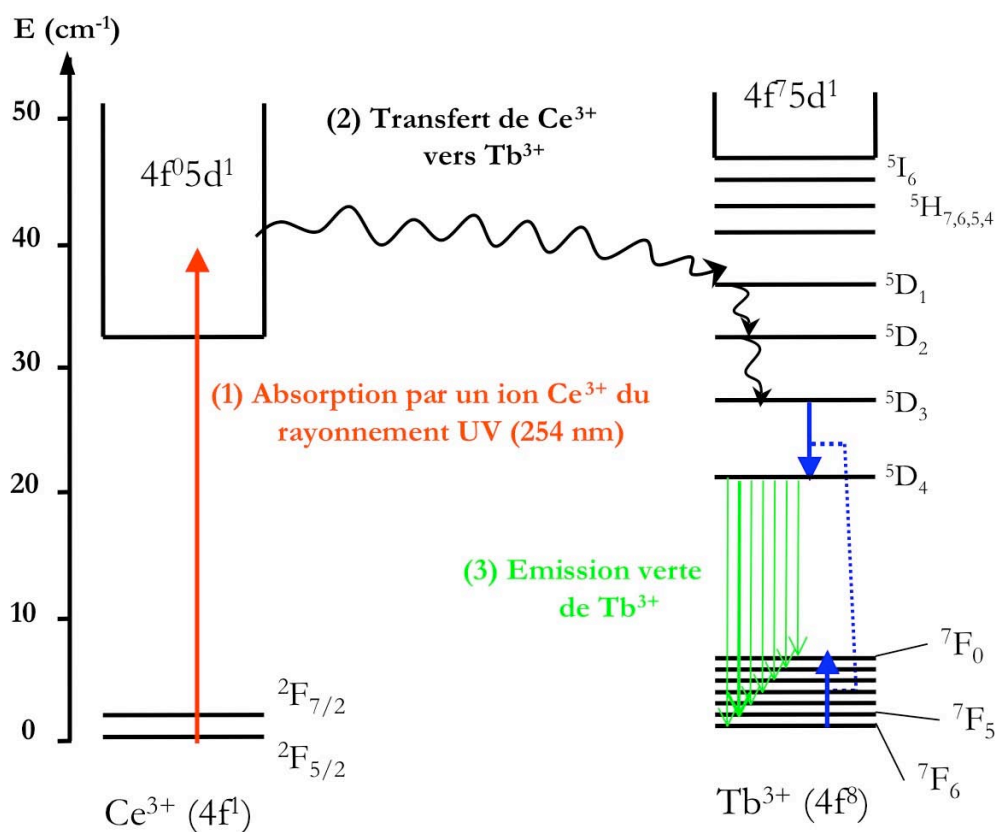 E (cm⁻¹)
50
40
30
20
10
0
4f⁰5d¹
(2) Transfert de Ce³⁺
vers Tb³⁺
4f⁷5d¹
⁵I₆
⁵H₇,₆,₅,₄
⁵D₁
⁵D₂
⁵D₃
⁵D₄
(1) Absorption par un ion Ce³⁺ du
rayonnement UV (254 nm)
(3) Emission verte
de Tb³⁺
⁷F₀
⁷F₅
⁷F₆
²F₇/₂
²F₅/₂
Ce³⁺ (4f¹)
Tb³⁺ (4f⁸)